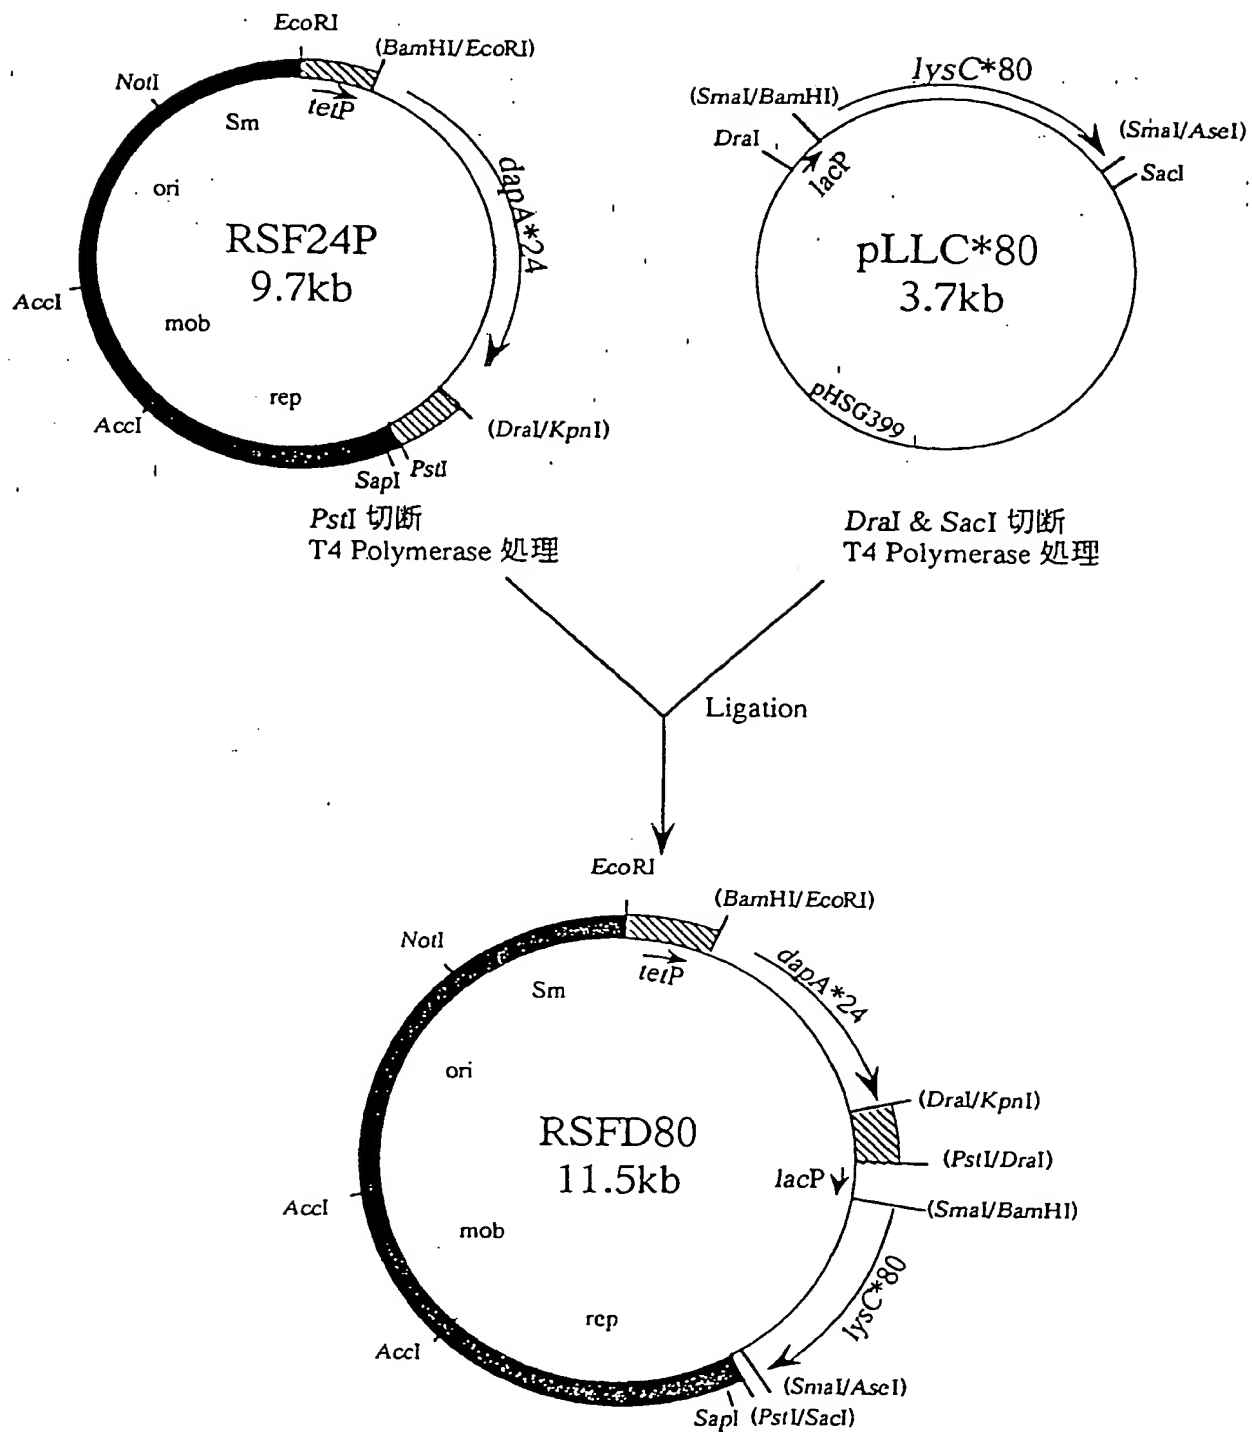 EcoRI
(BamHI/EcoRI)
NotI
tetP
Sm
ori
dapA*24
RSF24P
9.7kb
AccI
mob
rep
AccI
(DraI/KpnI)
PstI
SapI
PstI 切断
T4 Polymerase 処理
lysC*80
(SmaI/BamHI)
(SmaI/AseI)
DraI
SacI
lacP
pLLC*80
3.7kb
pHSG399
DraI & SacI 切断
T4 Polymerase 処理
Ligation
EcoRI
(BamHI/EcoRI)
NotI
tetP
dapA*24
Sm
ori
(DraI/KpnI)
RSFD80
11.5kb
(PstI/DraI)
lacP
(SmaI/BamHI)
AccI
mob
lysC*80
rep
AccI
(SmaI/AseI)
SapI (PstI/SacI)